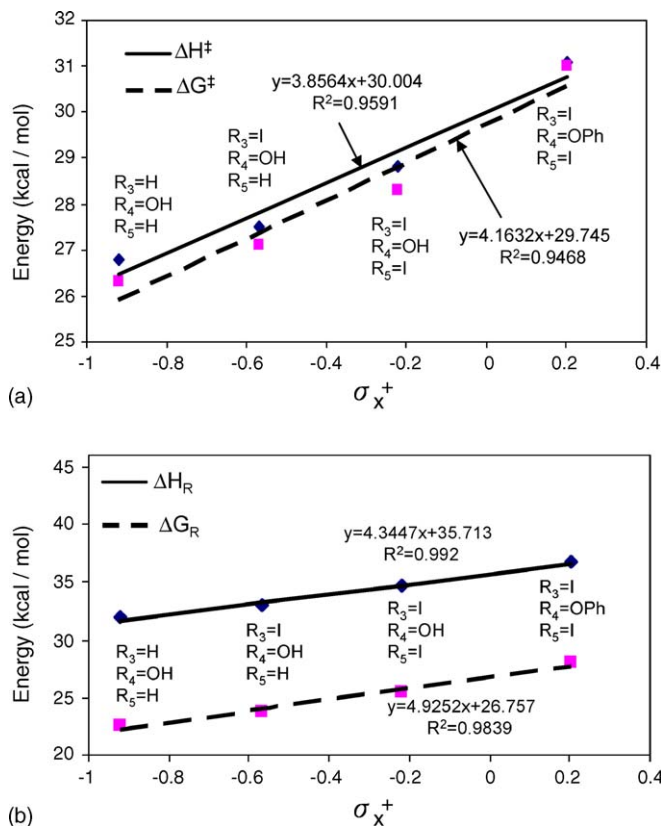 32
31
30
29
28
27
26
25
Energy (kcal / mol)
ΔH‡
ΔG‡
y=3.8564x+30.004
R²=0.9591
R₃=H
R₄=OH
R₅=H
R₃=I
R₄=OH
R₅=H
R₃=I
R₄=OH
R₅=I
R₃=I
R₄=OPh
R₅=I
y=4.1632x+29.745
R²=0.9468
-1 -0.8 -0.6 -0.4 -0.2 0 0.2 0.4
(a)
σₓ⁺
45
40
35
30
25
20
Energy (kcal / mol)
ΔH_R
ΔG_R
y=4.3447x+35.713
R²=0.992
R₃=H
R₄=OH
R₅=H
R₃=I
R₄=OH
R₅=H
R₃=I
R₄=OH
R₅=I
R₃=I
R₄=OPh
R₅=I
y=4.9252x+26.757
R²=0.9839
-1 -0.8 -0.6 -0.4 -0.2 0 0.2 0.4
(b)
σₓ⁺